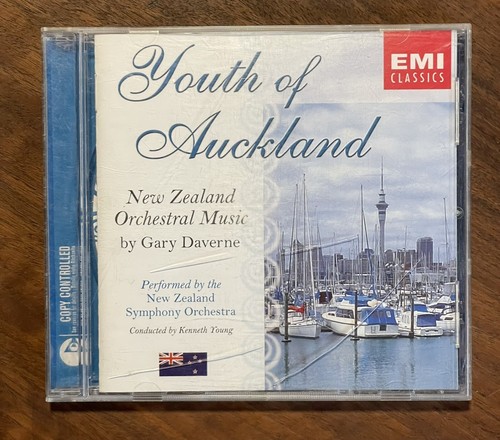 Youth of
Auckland
EMI
CLASSICS
New Zealand
Orchestral Music
by Gary Daverne
Performed by the
New Zealand
Symphony Orchestra
Conducted by Kenneth Young
COPY CONTROLLED